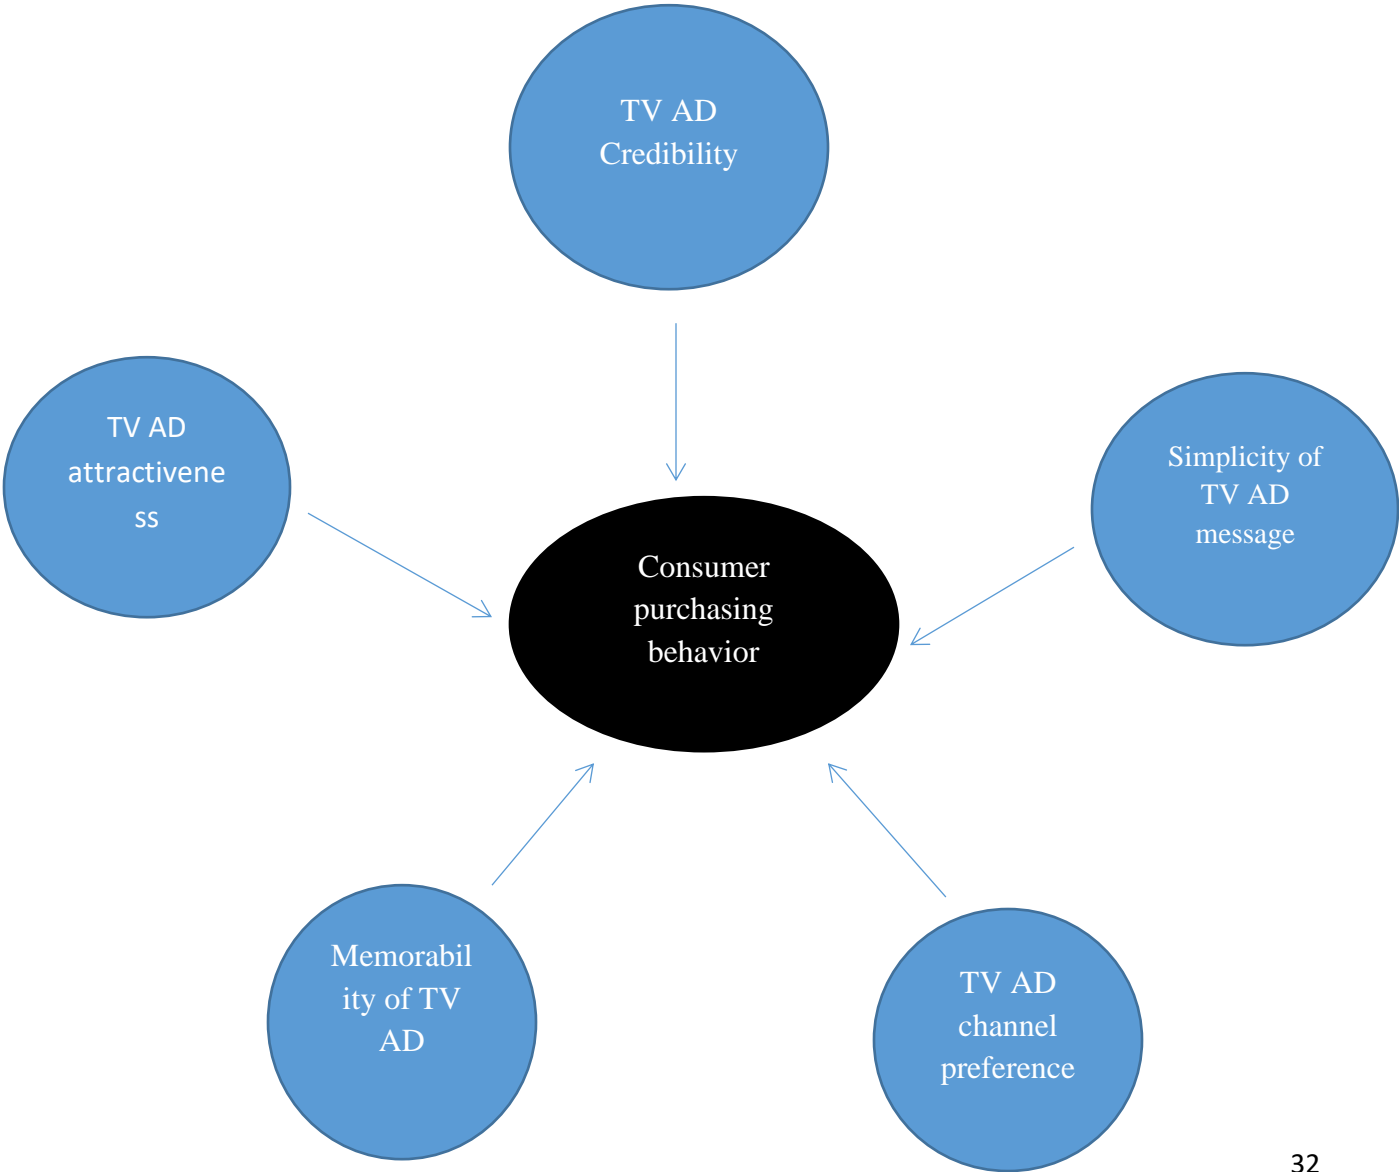 TV AD
Credibility
TV AD
attractivene
ss
Simplicity of
TV AD
message
Consumer
purchasing
behavior
Memorabil
ity of TV
AD
TV AD
channel
preference
32